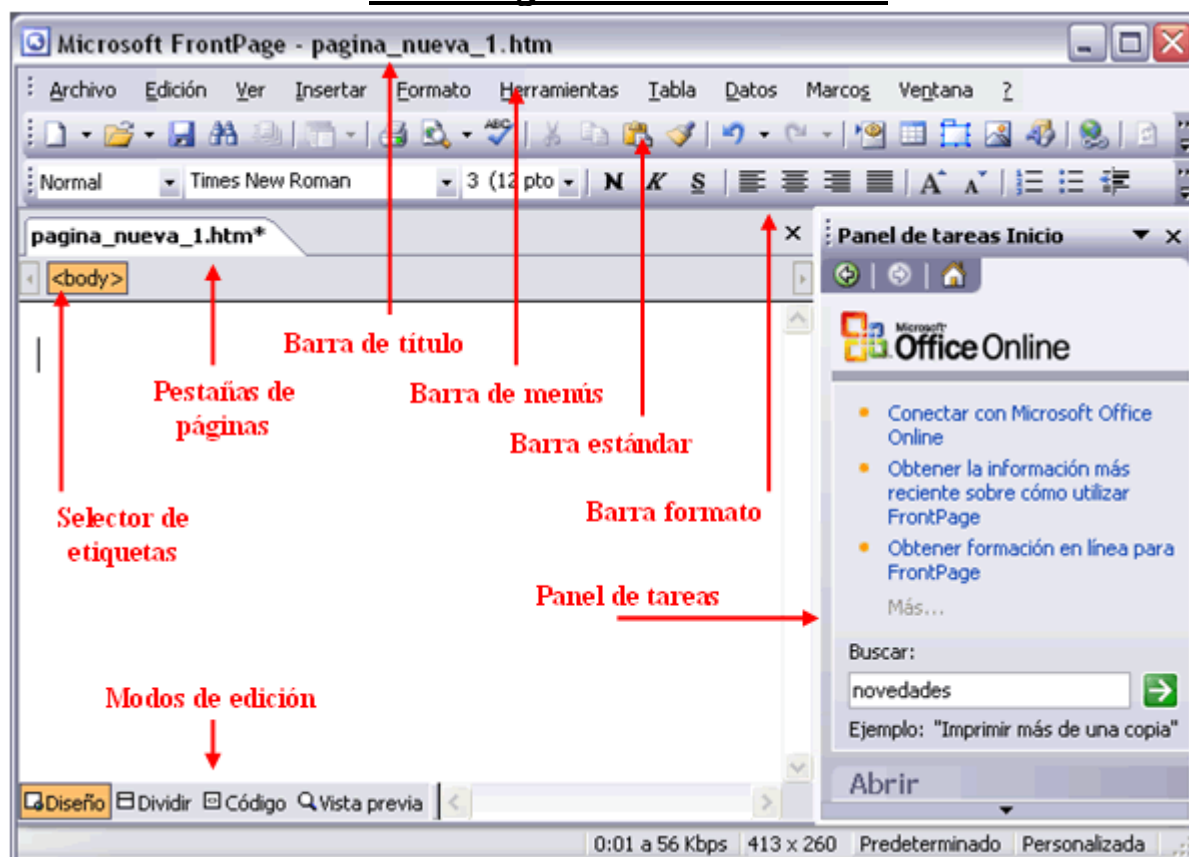 Microsoft FrontPage - pagina_nueva_1.htm
Archivo Edición Ver Insertar Formato Herramientas Tabla Datos Marcos Ventana ?
ABC
Normal Times New Roman 3 (12 pto N K S A A
pagina_nueva_1.htm*
Panel de tareas Inicio
<body>
Microsoft
Office Online
Barra de título
Pestañas de
páginas
Barra de menús
Barra estándar
Selector de
etiquetas
Barra formato
Panel de tareas
Modos de edición
Conectar con Microsoft Office
Online
Obtener la información más
reciente sobre cómo utilizar
FrontPage
Obtener formación en línea para
FrontPage
Más...
Buscar:
novedades
Ejemplo: "Imprimir más de una copia"
Abrir
Diseño Dividir Código Vista previa
0:01 a 56 Kbps 413 x 260 Predeterminado Personalizada